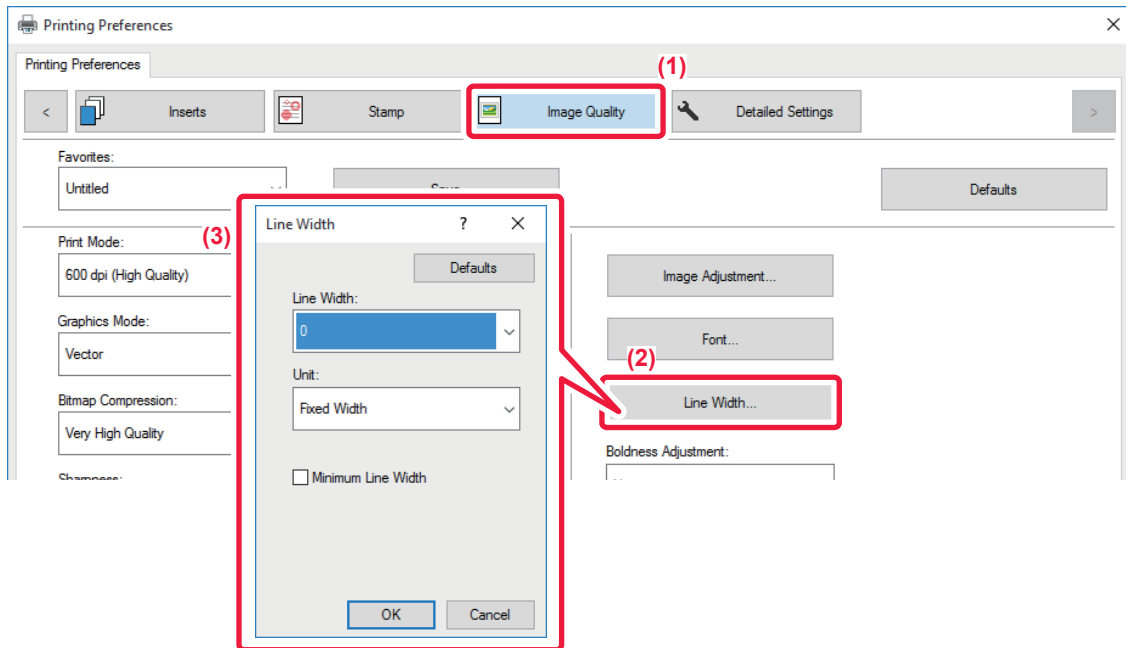 Printing Preferences
Printing Preferences
(1)
<
Inserts
Stamp
Image Quality
Detailed Settings
>
Favorites:
Untitled
Defaults
Print Mode:
600 dpi (High Quality)
Graphics Mode:
Vector
Bitmap Compression:
Very High Quality
(3)
Line Width
?
Defaults
Line Width:
0
Unit:
Fixed Width
Minimum Line Width
OK
Cancel
Image Adjustment...
Font...
(2)
Line Width...
Boldness Adjustment: